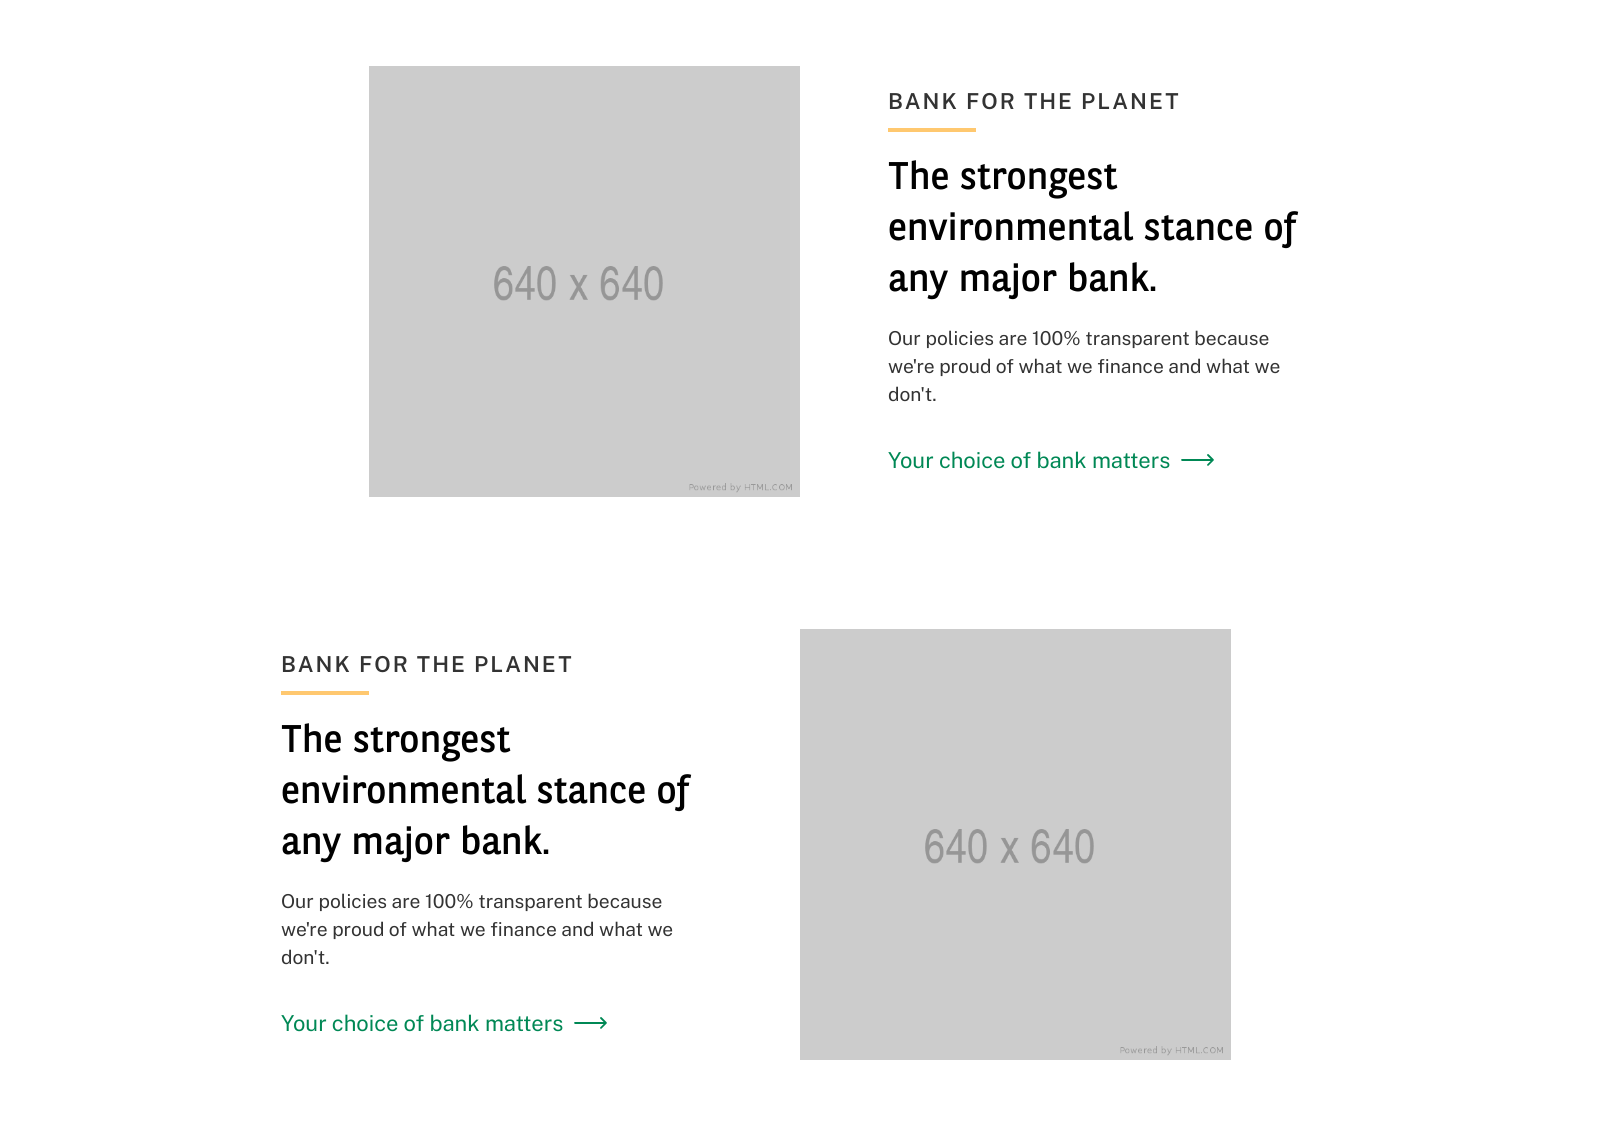 640 x 640
Powered by HTML.COM
BANK FOR THE PLANET
The strongest
environmental stance of
any major bank.
Our policies are 100% transparent because
we're proud of what we finance and what we
don't.
Your choice of bank matters ⟶
BANK FOR THE PLANET
The strongest
environmental stance of
any major bank.
Our policies are 100% transparent because
we're proud of what we finance and what we
don't.
Your choice of bank matters ⟶
640 x 640
Powered by HTML.COM